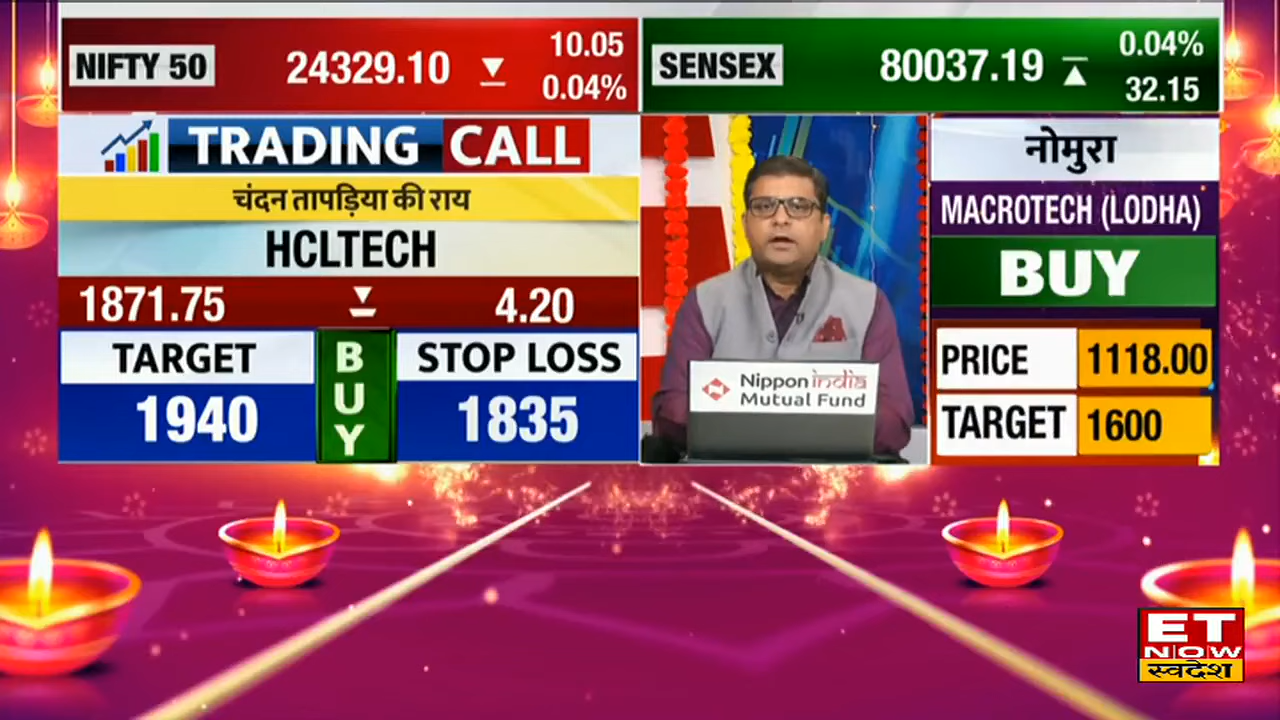 NIFTY 50
24329.10
10.05
0.04%
SENSEX
80037.19
0.04%
32.15
TRADING CALL
चंदन तापड़िया की राय
HCLTECH
1871.75
4.20
TARGET
BUY
STOP LOSS
1940
1835
Nippon india
Mutual Fund
नोमुरा
MACROTECH (LODHA)
BUY
PRICE
1118.00
TARGET
1600
ET
NOW
स्वदेश